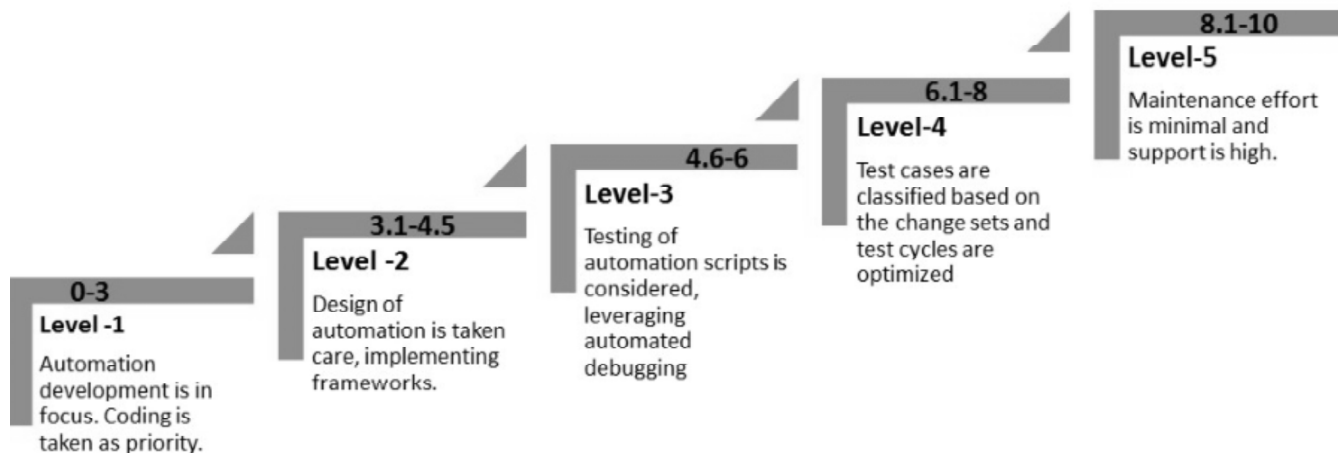 0-3
Level -1
Automation
development is in
focus. Coding is
taken as priority.
3.1-4.5
Level -2
Design of
automation is taken
care, implementing
frameworks.
4.6-6
Level-3
Testing of
automation scripts is
considered,
leveraging
automated
debugging
6.1-8
Level-4
Test cases are
classified based on
the change sets and
test cycles are
optimized
8.1-10
Level-5
Maintenance effort
is minimal and
support is high.